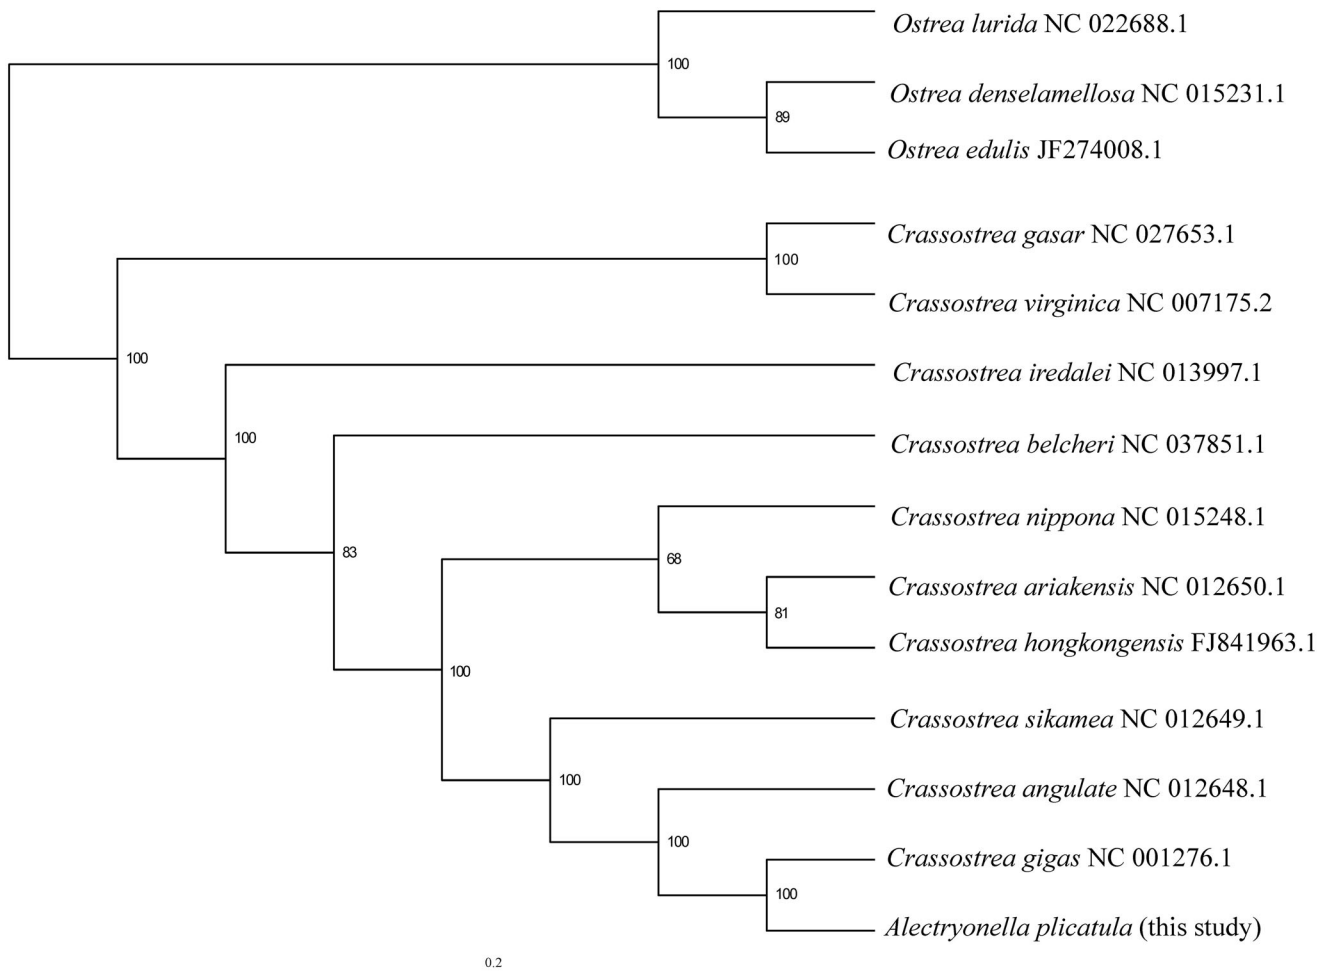 Ostrea lurida NC 022688.1
100
Ostrea denselamellosa NC 015231.1
89
Ostrea edulis JF274008.1
Crassostrea gasar NC 027653.1
100
Crassostrea virginica NC 007175.2
100
Crassostrea iredalei NC 013997.1
100
Crassostrea belcheri NC 037851.1
Crassostrea nippona NC 015248.1
83
68
Crassostrea ariakensis NC 012650.1
81
Crassostrea hongkongensis FJ841963.1
100
Crassostrea sikamea NC 012649.1
100
Crassostrea angulate NC 012648.1
100
Crassostrea gigas NC 001276.1
100
Alectryonella plicatula (this study)
0.2